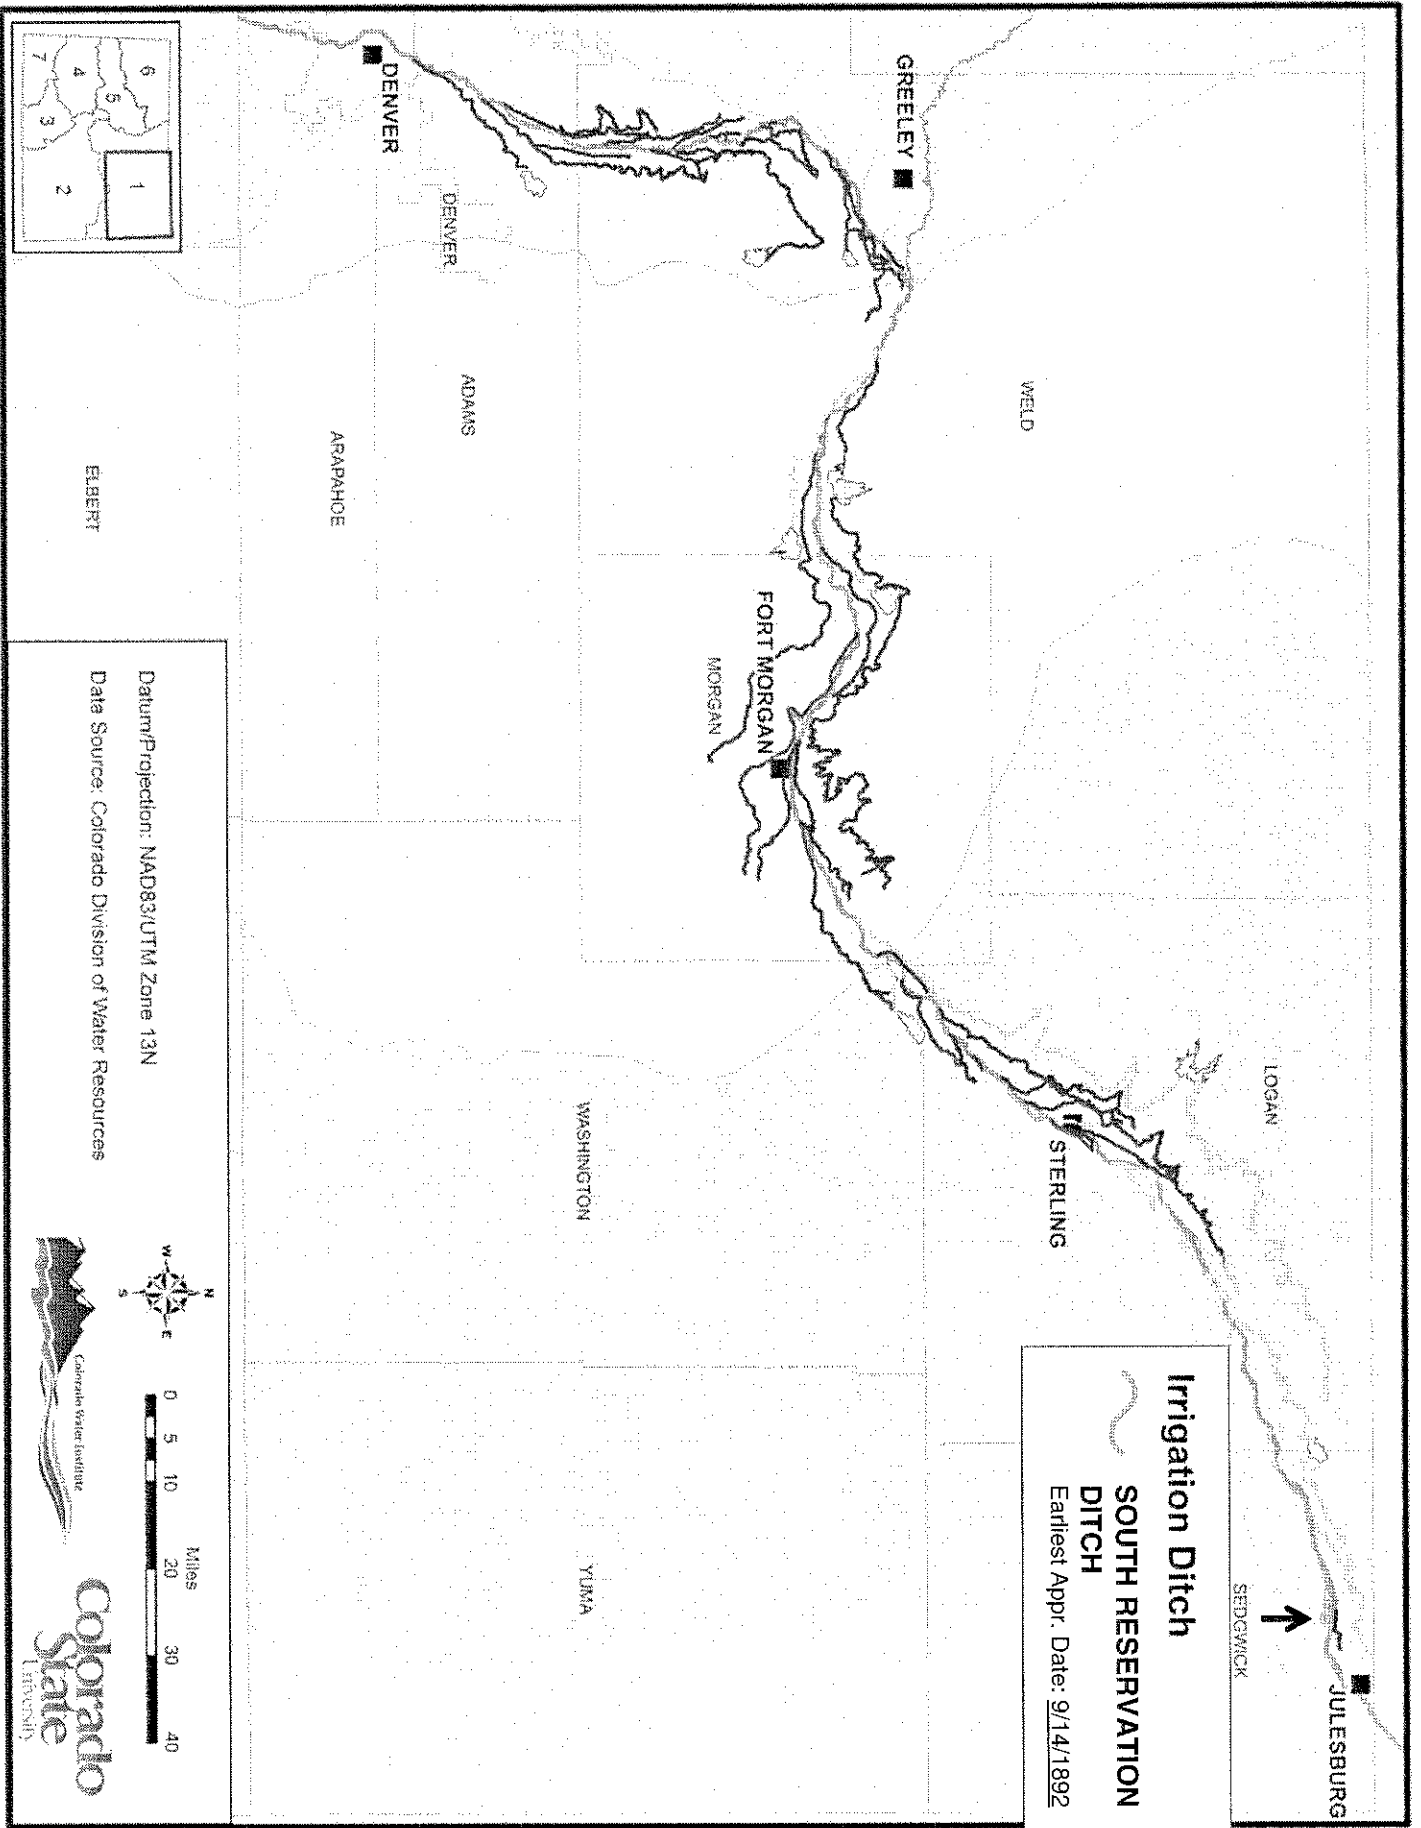 Irrigation Ditch
SOUTH RESERVATION
DITCH
Earliest Appr. Date: 9/14/1892
JULESBURG
SEDGWICK
LOGAN
STERLING
WELD
GREELEY
FORT MORGAN
MORGAN
WASHINGTON
YUMA
DENVER
DENVER
ADAMS
ARAPAHOE
ELBERT
6
1
5
4
2
7
3
Datum/Projection: NAD83/UTM Zone 13N
Data Source: Colorado Division of Water Resources
N
W
E
S
Miles
0 5 10 20 30 40
Colorado Water Institute
Colorado
State
University